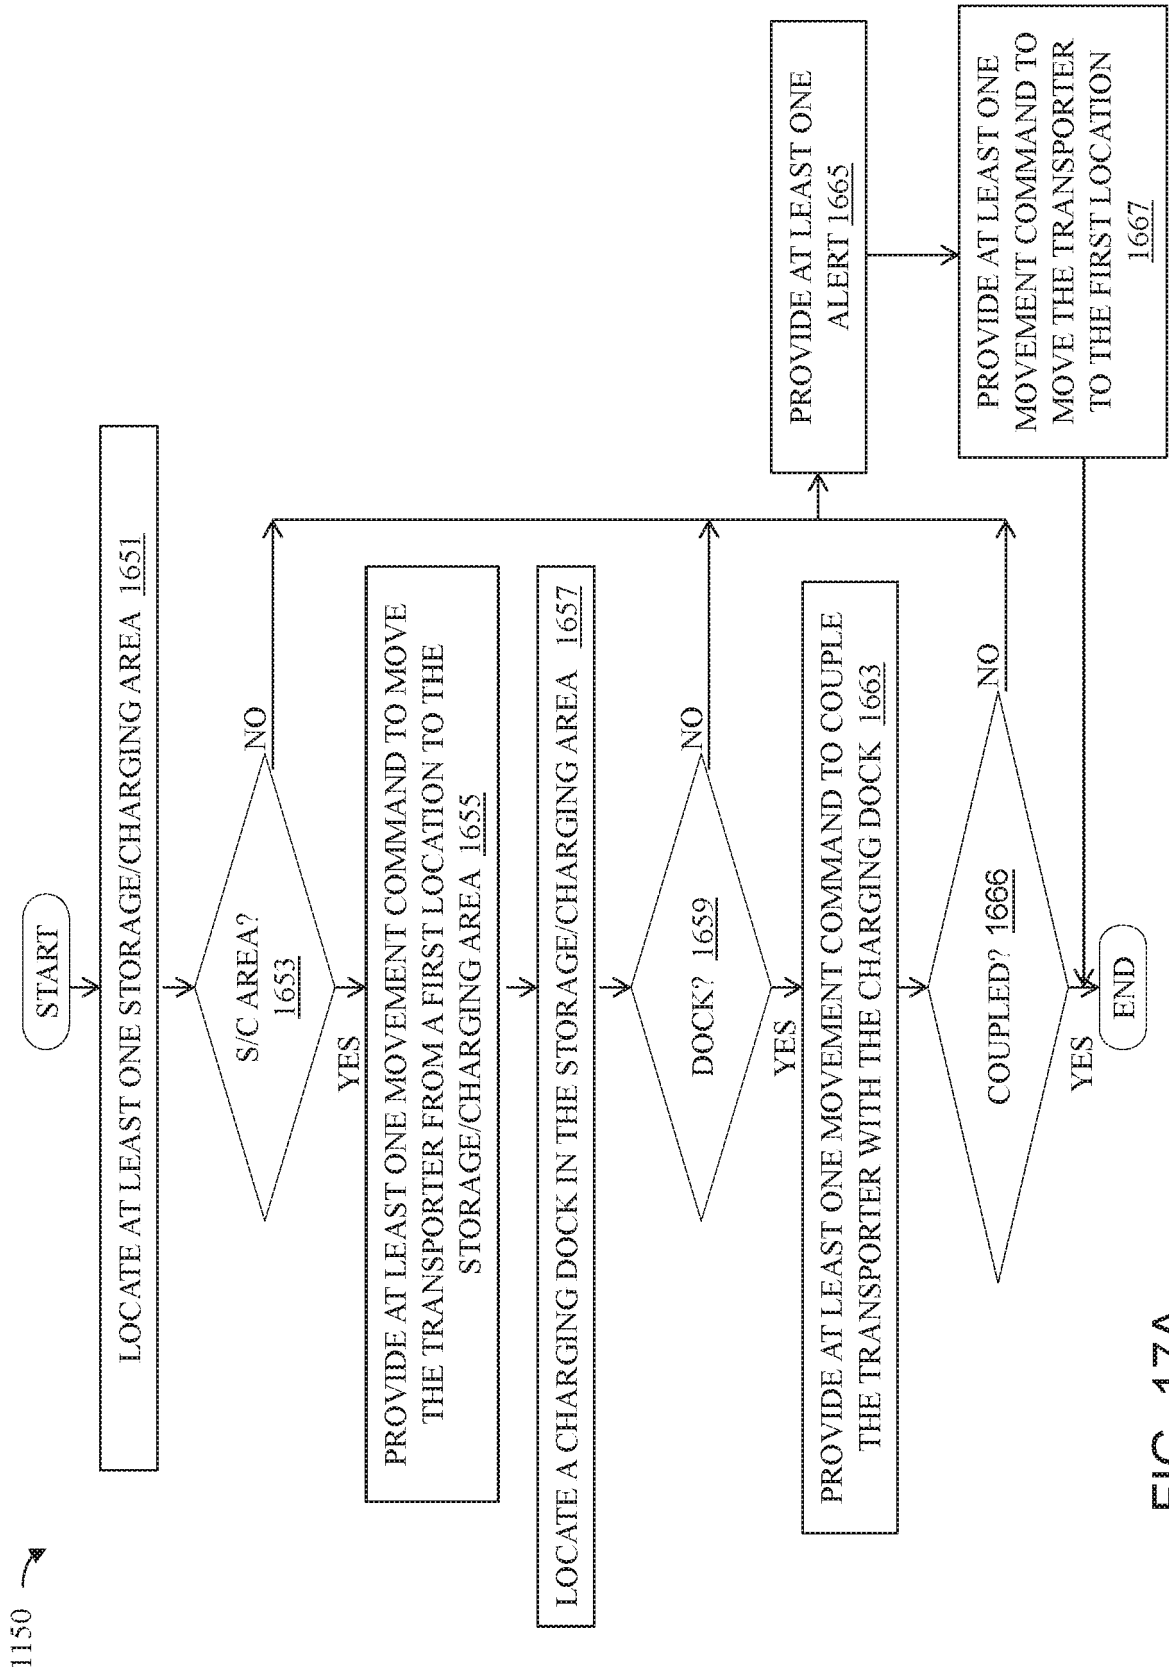 1150
START
LOCATE AT LEAST ONE STORAGE/CHARGING AREA 1651
S/C AREA?
1653
NO
YES
PROVIDE AT LEAST ONE MOVEMENT COMMAND TO MOVE
THE TRANSPORTER FROM A FIRST LOCATION TO THE
STORAGE/CHARGING AREA 1655
LOCATE A CHARGING DOCK IN THE STORAGE/CHARGING AREA 1657
DOCK? 1659
NO
YES
PROVIDE AT LEAST ONE MOVEMENT COMMAND TO COUPLE
THE TRANSPORTER WITH THE CHARGING DOCK 1663
COUPLED? 1666
NO
YES
END
PROVIDE AT LEAST ONE
ALERT 1665
PROVIDE AT LEAST ONE
MOVEMENT COMMAND TO
MOVE THE TRANSPORTER
TO THE FIRST LOCATION
1667
FIG. 17A